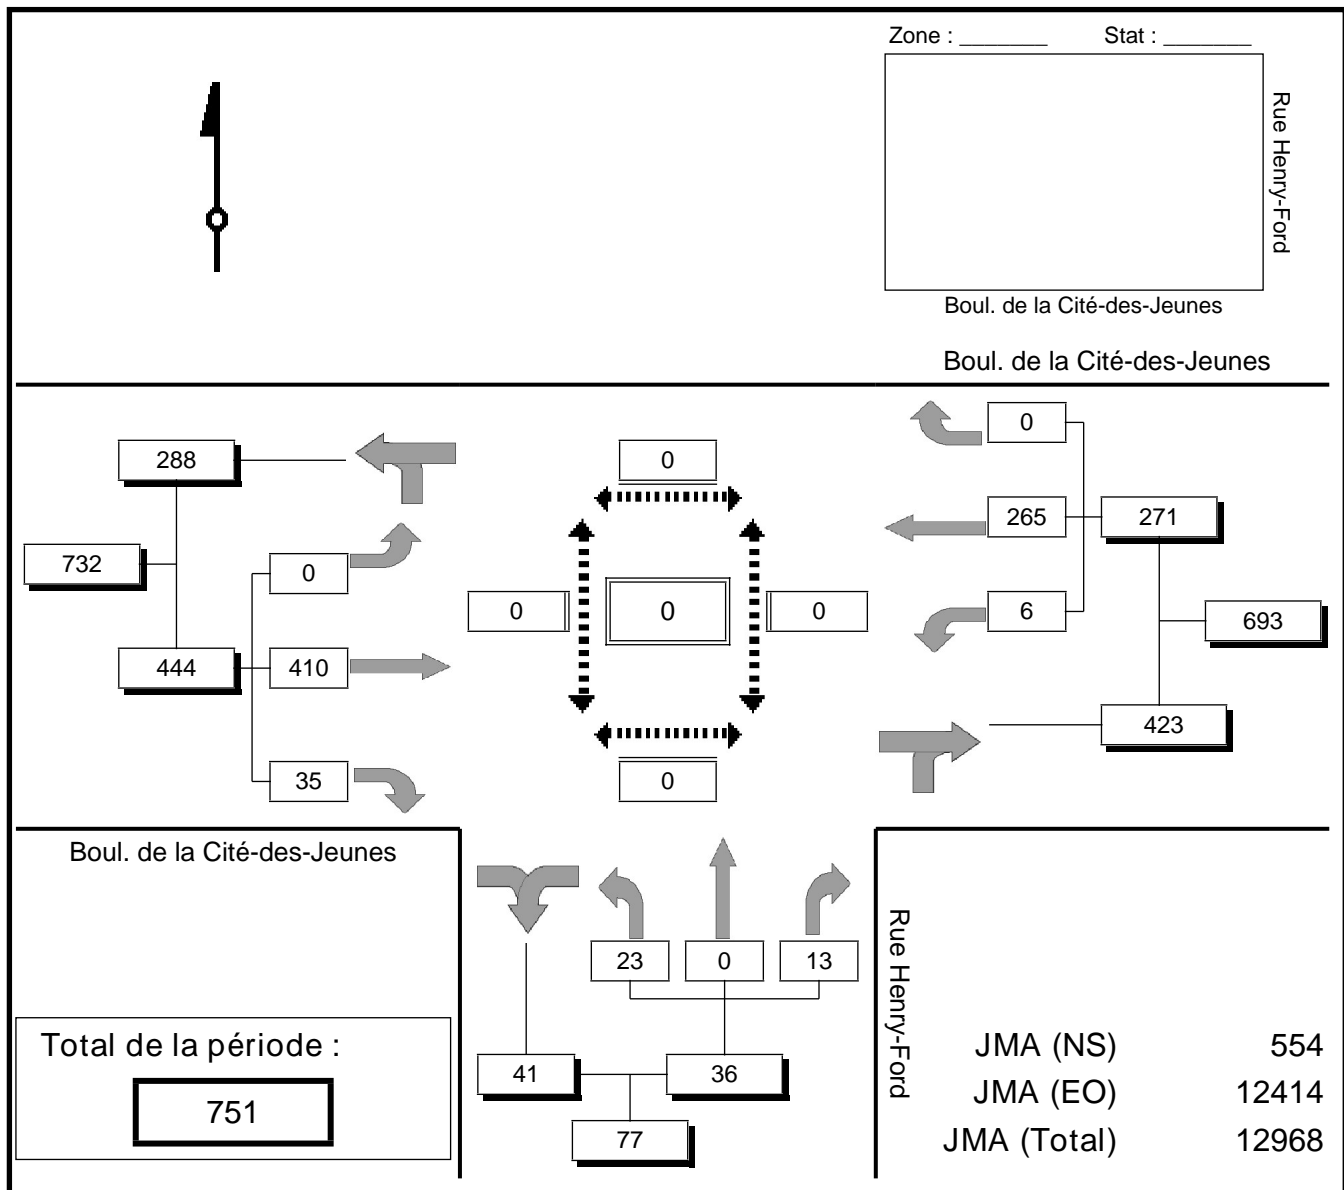 Zone : _______ Stat : _______
Rue Henry-Ford
Boul. de la Cité-des-Jeunes
Boul. de la Cité-des-Jeunes
0
288
0
265
271
732
0
0
0
0
6
693
444
410
423
35
0
Boul. de la Cité-des-Jeunes
23
0
13
Rue Henry-Ford
Total de la période :
751
41
36
77
JMA (NS) 554
JMA (EO) 12414
JMA (Total) 12968